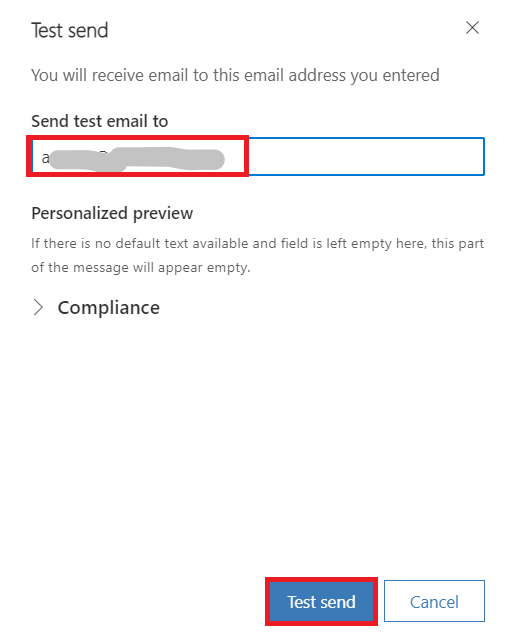 Test send
You will receive email to this email address you entered
Send test email to
a
Personalized preview
If there is no default text available and field is left empty here, this part
of the message will appear empty.
Compliance
Test send
Cancel